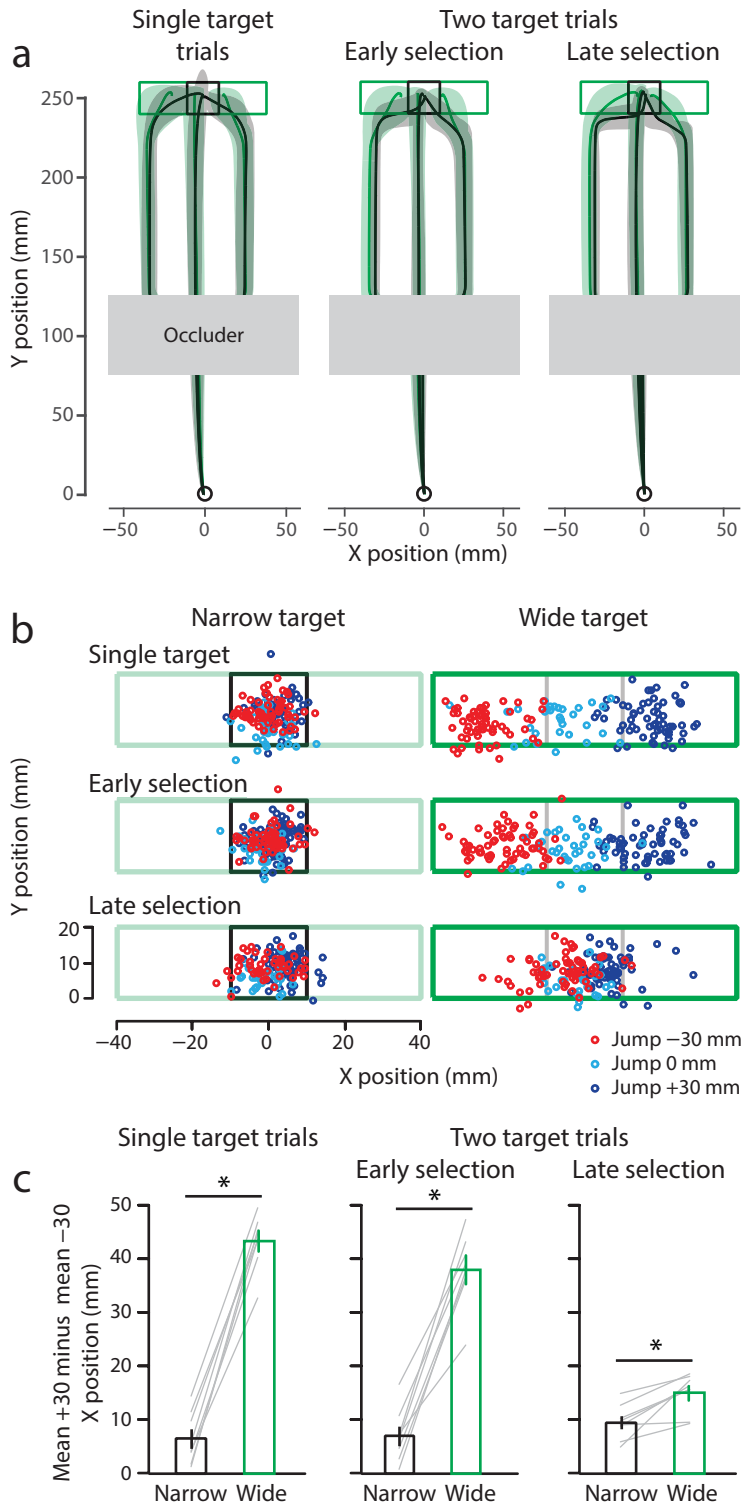 Single target trials
Two target trials
Early selection
Late selection
a
Y position (mm)
250
200
150
100
50
0
Occluder
−50 0 50
−50 0 50
−50 0 50
X position (mm)
b
Narrow target
Wide target
Single target
Early selection
Late selection
Y position (mm)
20
10
0
−40 −20 0 20 40
X position (mm)
Jump −30 mm
Jump 0 mm
Jump +30 mm
Single target trials
Two target trials
Early selection
Late selection
c
Mean +30 minus mean −30
X position (mm)
50
40
30
20
10
0
*
*
*
Narrow Wide
Narrow Wide
Narrow Wide